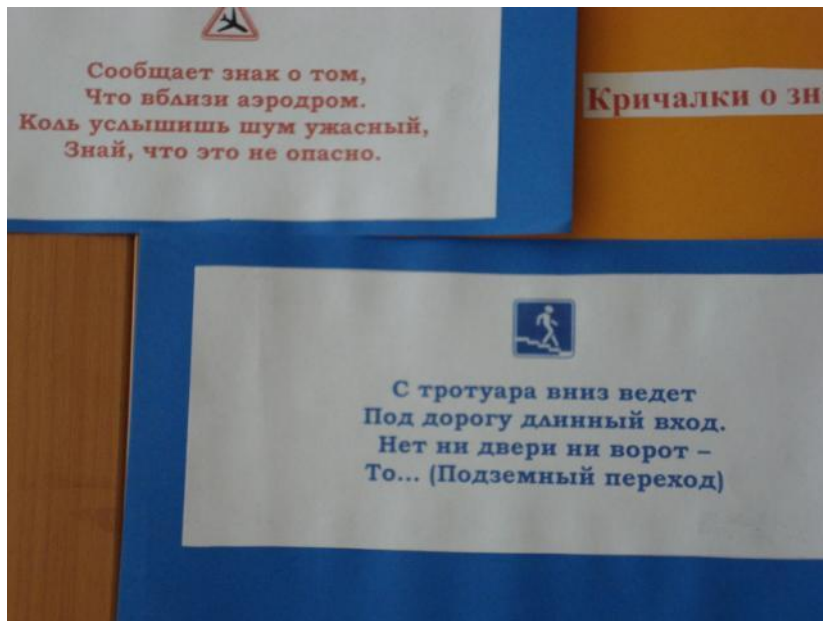 Сообщает знак о том,
Что вблизи аэродром.
Коль услышишь шум ужасный,
Знай, что это не опасно.
Кричалки о зн
С тротуара вниз ведет
Под дорогу длинный вход.
Нет ни двери ни ворот –
То... (Подземный переход)